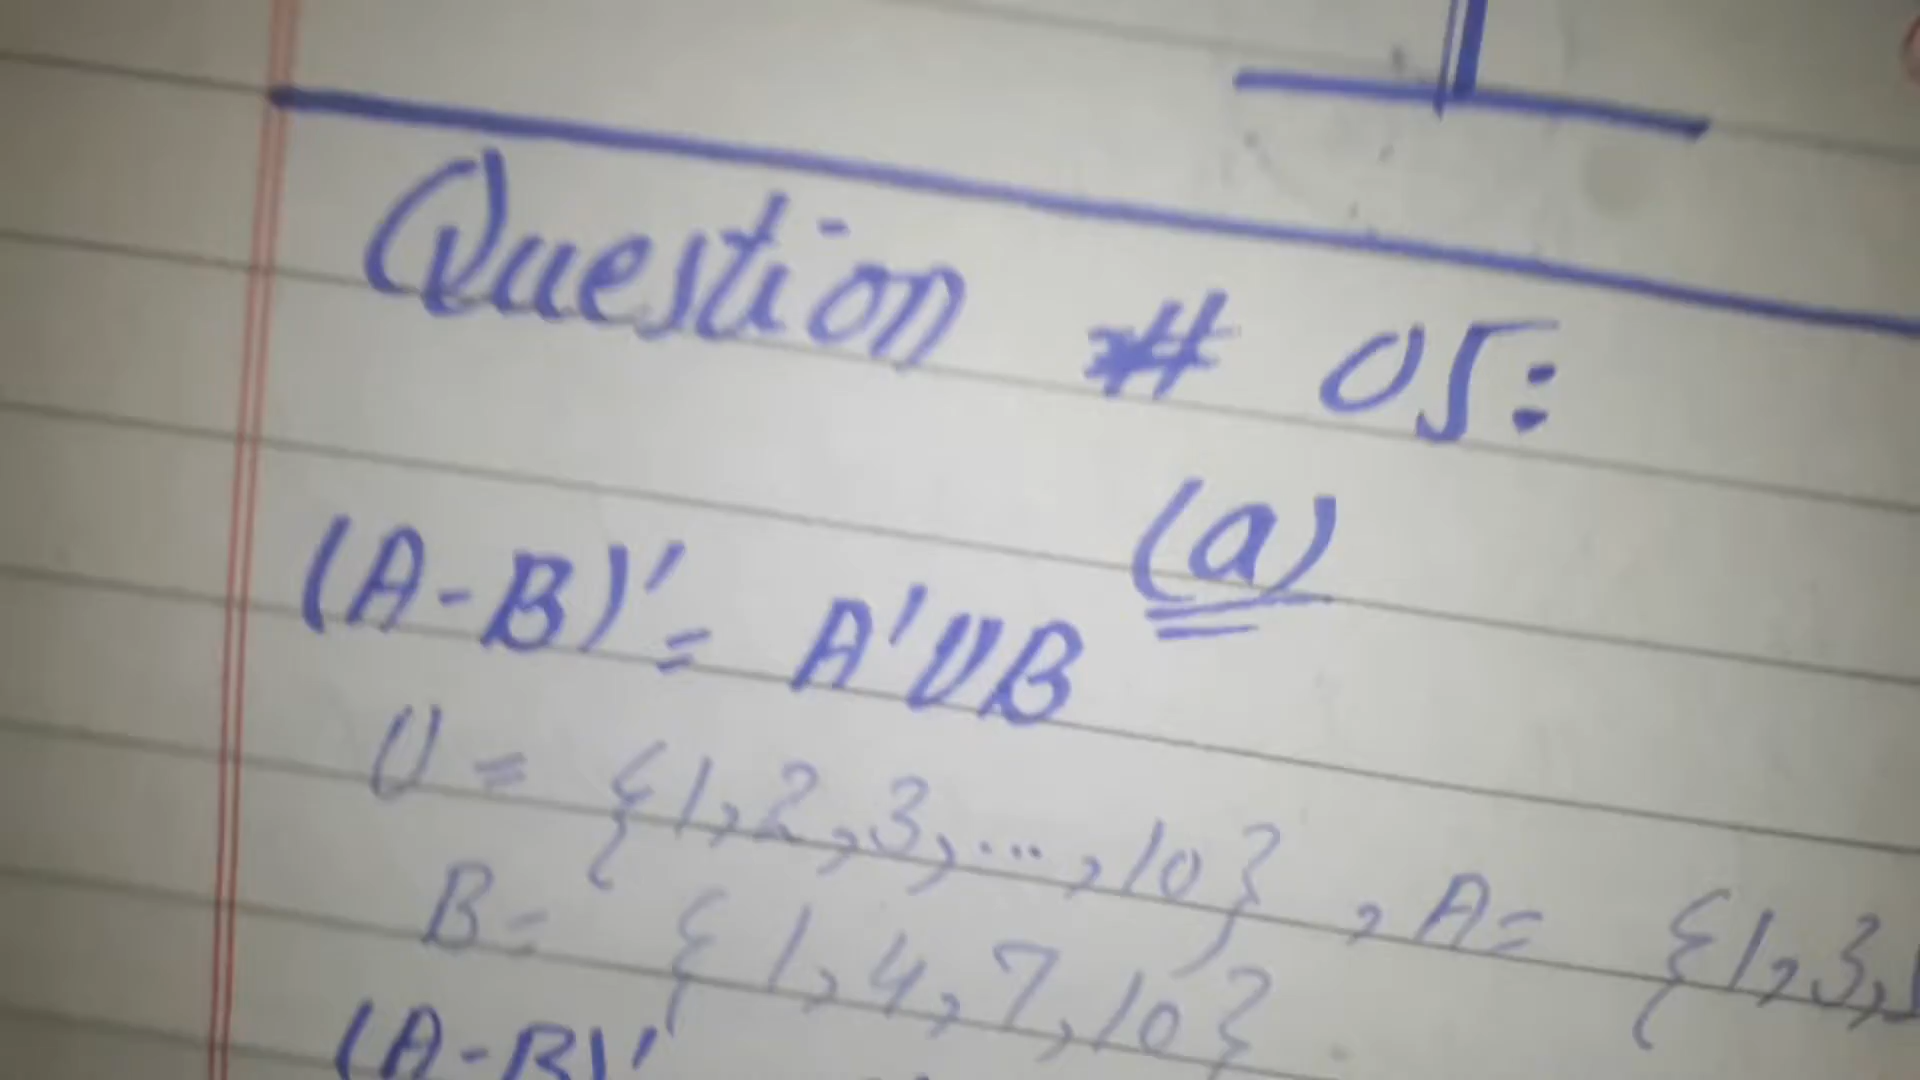 Question # 05:
(a)
(A-B)' = A'UB
U = {1,2,3,...,10}, A= {1,3,
B= {1,4,7,10}
(A-B)'